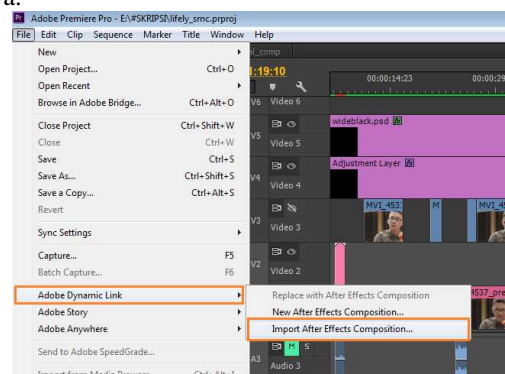 a.
Adobe Premiere Pro - E:\#SKRIPSI\lifely_smc.prproj
File Edit Clip Sequence Marker Title Window Help
New
Open Project... Ctrl+O
Open Recent
Browse in Adobe Bridge... Ctrl+Alt+O
Close Project Ctrl+Shift+W
Close Ctrl+W
Save Ctrl+S
Save As... Ctrl+Shift+S
Save a Copy... Ctrl+Alt+S
Revert
Sync Settings
Capture... F5
Batch Capture... F6
Adobe Dynamic Link
Adobe Story
Adobe Anywhere
Send to Adobe SpeedGrade...
Replace with After Effects Composition
New After Effects Composition...
Import After Effects Composition...
al_comp
1:19:10
00:00:14:23 00:00:29
V6 Video 6
wideblack.psd fx
V5 Video 5
Adjustment Layer fx
V4 Video 4
MVI_453 M MVI_4
V3 Video 3
V2 Video 2
4537_pre
M S
A3 Audio 3